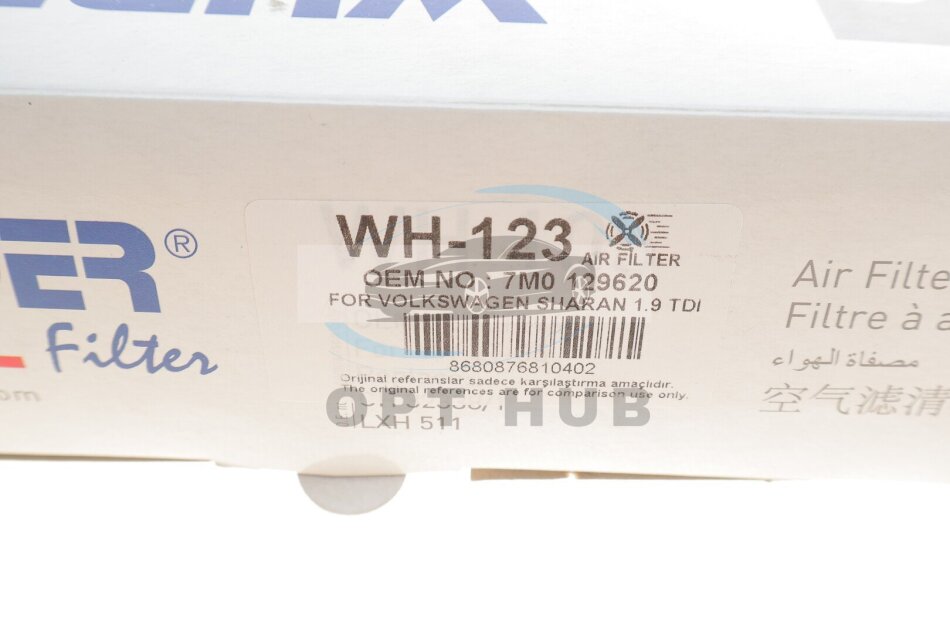 WH-123
AIR FILTER
OEM NO : 7M0 129620
FOR VOLKSWAGEN SHARAN 1.9 TDI
8680876810402
Orijinal referanslar sadece karşılaştırma amaçlıdır.
The original references are for comparison use only.
LXH 511
OPT HUB
PER®
Filter
om
Air Filte
Filtre à a
مصفاة الهواء
空气滤清